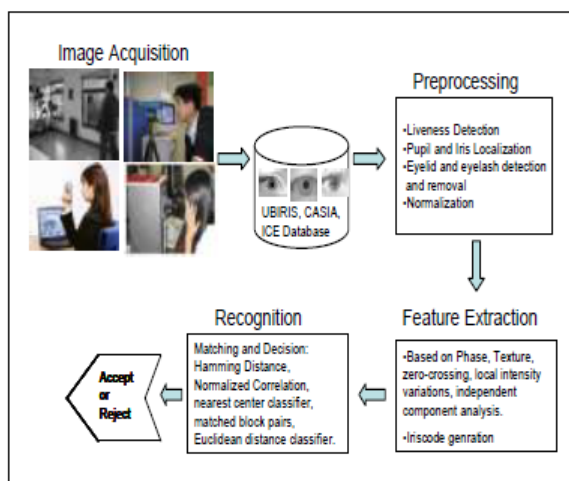 Image Acquisition
UBIRIS, CASIA,
ICE Database
Preprocessing
•Liveness Detection
•Pupil and Iris Localization
•Eyelid and eyelash detection
and removal
•Normalization
Feature Extraction
•Based on Phase, Texture,
zero-crossing, local intensity
variations, independent
component analysis.
•Iriscode genration
Recognition
Matching and Decision:
Hamming Distance,
Normalized Correlation,
nearest center classifier,
matched block pairs,
Euclidean distance classifier.
Accept
or
Reject